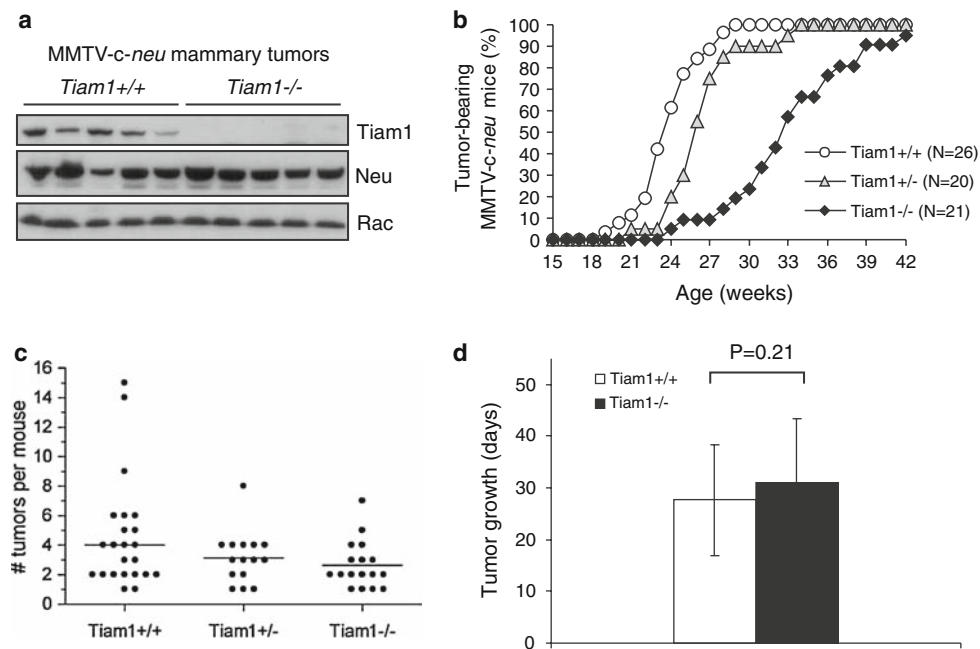 a
MMTV-c-neu mammary tumors
Tiam1+/+ Tiam1-/-
Tiam1
Neu
Rac
b
Tumor-bearing
MMTV-c-neu mice (%)
100
90
80
70
60
50
40
30
20
10
0
15 18 21 24 27 30 33 36 39 42
Age (weeks)
Tiam1+/+ (N=26)
Tiam1+/- (N=20)
Tiam1-/- (N=21)
c
# tumors per mouse
16
14
12
10
8
6
4
2
0
Tiam1+/+ Tiam1+/- Tiam1-/-
d
P=0.21
Tiam1+/+
Tiam1-/-
Tumor growth (days)
50
40
30
20
10
0